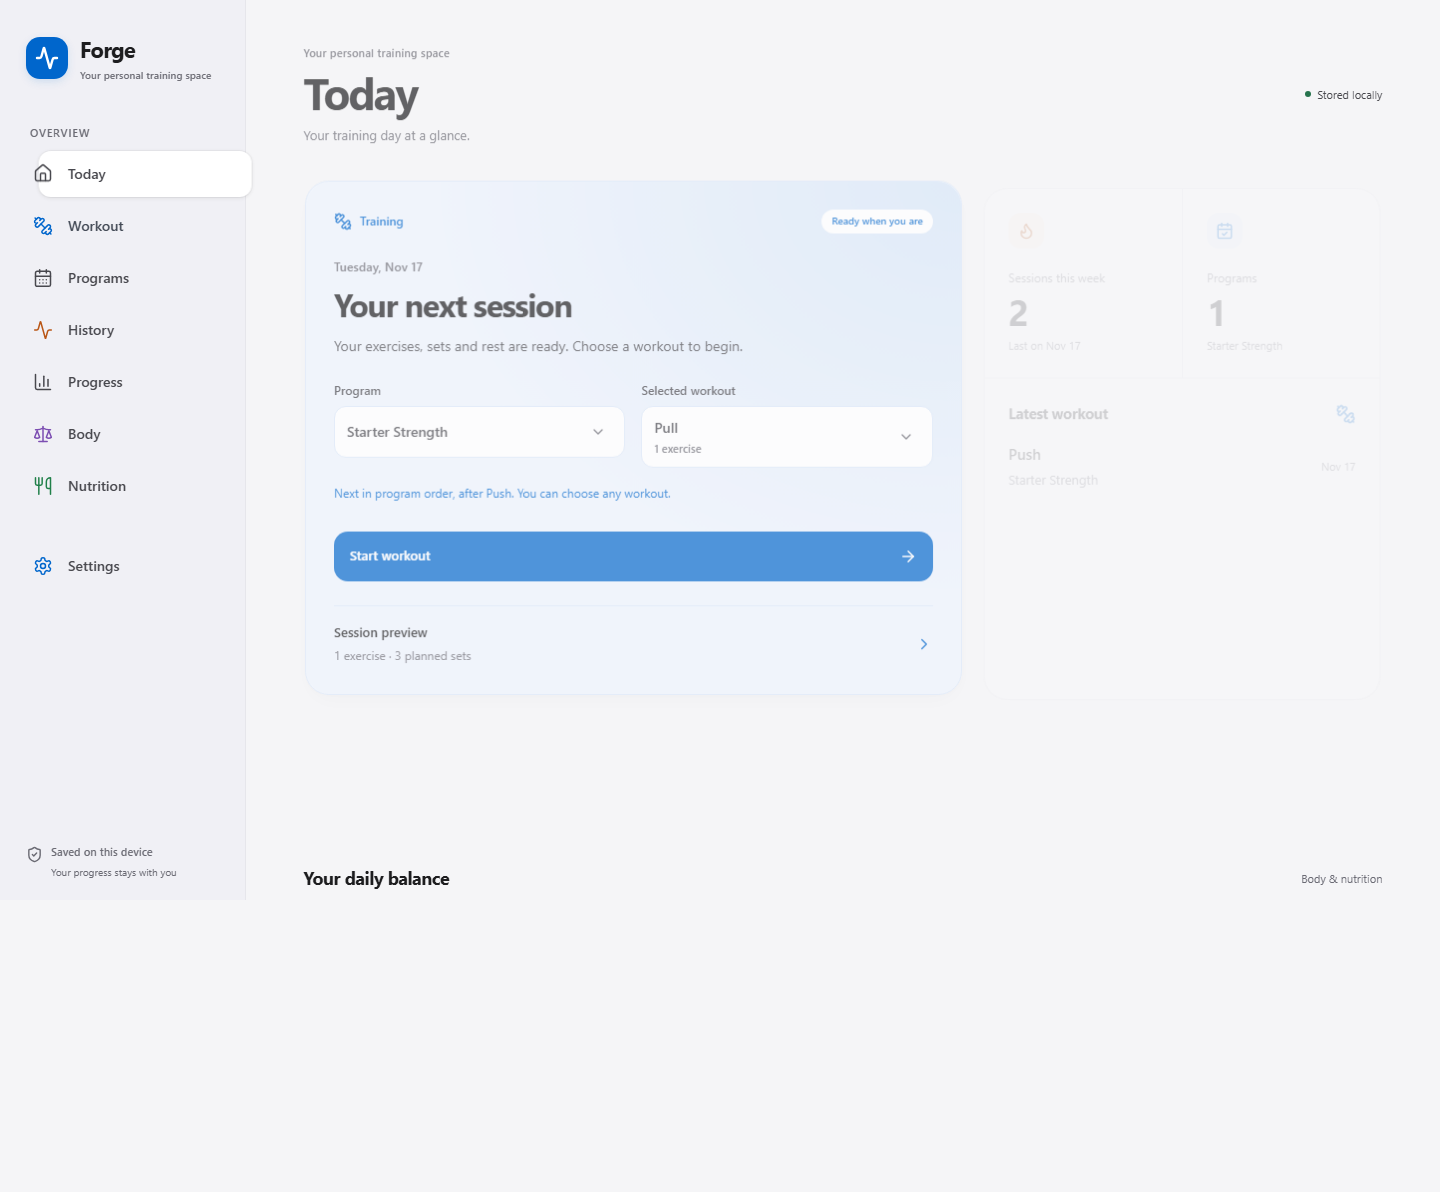 Forge
Your personal training space
OVERVIEW
Today
Workout
Programs
History
Progress
Body
Nutrition
Settings
Saved on this device
Your progress stays with you
Your personal training space
Today
Your training day at a glance.
Stored locally
Training
Ready when you are
Tuesday, Nov 17
Your next session
Your exercises, sets and rest are ready. Choose a workout to begin.
Program
Starter Strength
Selected workout
Pull
1 exercise
Next in program order, after Push. You can choose any workout.
Start workout
Session preview
1 exercise · 3 planned sets
Sessions this week
2
Last on Nov 17
Programs
1
Starter Strength
Latest workout
Push
Starter Strength
Nov 17
Your daily balance
Body & nutrition